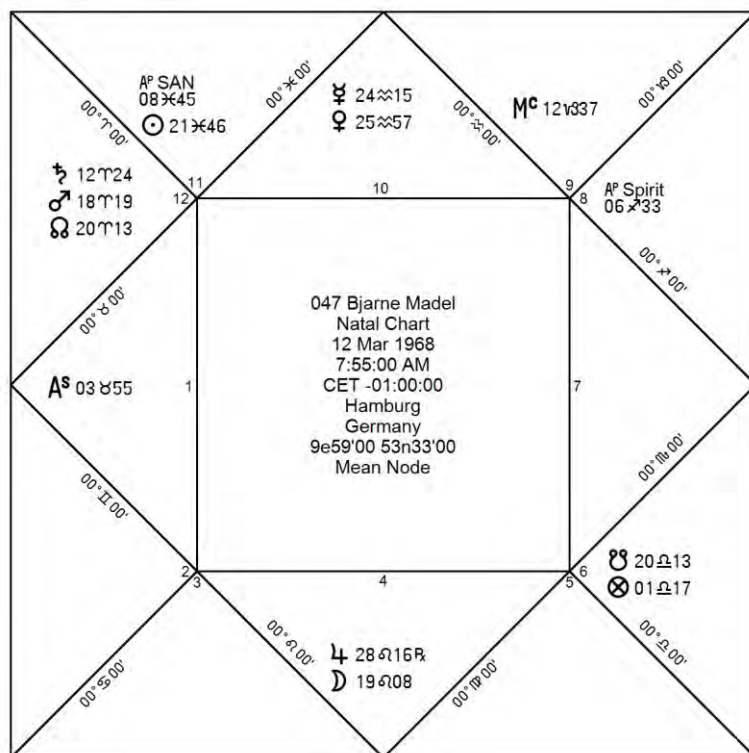 Aᴾ SAN
08♓45
☉ 21♓46
00°♓00'
☿ 24♒15
♀ 25♒57
00°♒00'
Mᶜ 12♑37
00°♑00'
00°♈00'
♄ 12♈24
♂ 18♈19
☊ 20♈13
11
12
10
9
8
Aᴾ Spirit
06♐33
00°♐00'
00°♉00'
Aˢ 03♉55
1
047 Bjarne Madel
Natal Chart
12 Mar 1968
7:55:00 AM
CET -01:00:00
Hamburg
Germany
9e59'00 53n33'00
Mean Node
7
00°♏00'
00°♊00'
2
3
4
5
6
☋ 20♎13
⊗ 01♎17
00°♎00'
00°♋00'
00°♌00'
♃ 28♌16℞
☽ 19♌08
00°♍00'